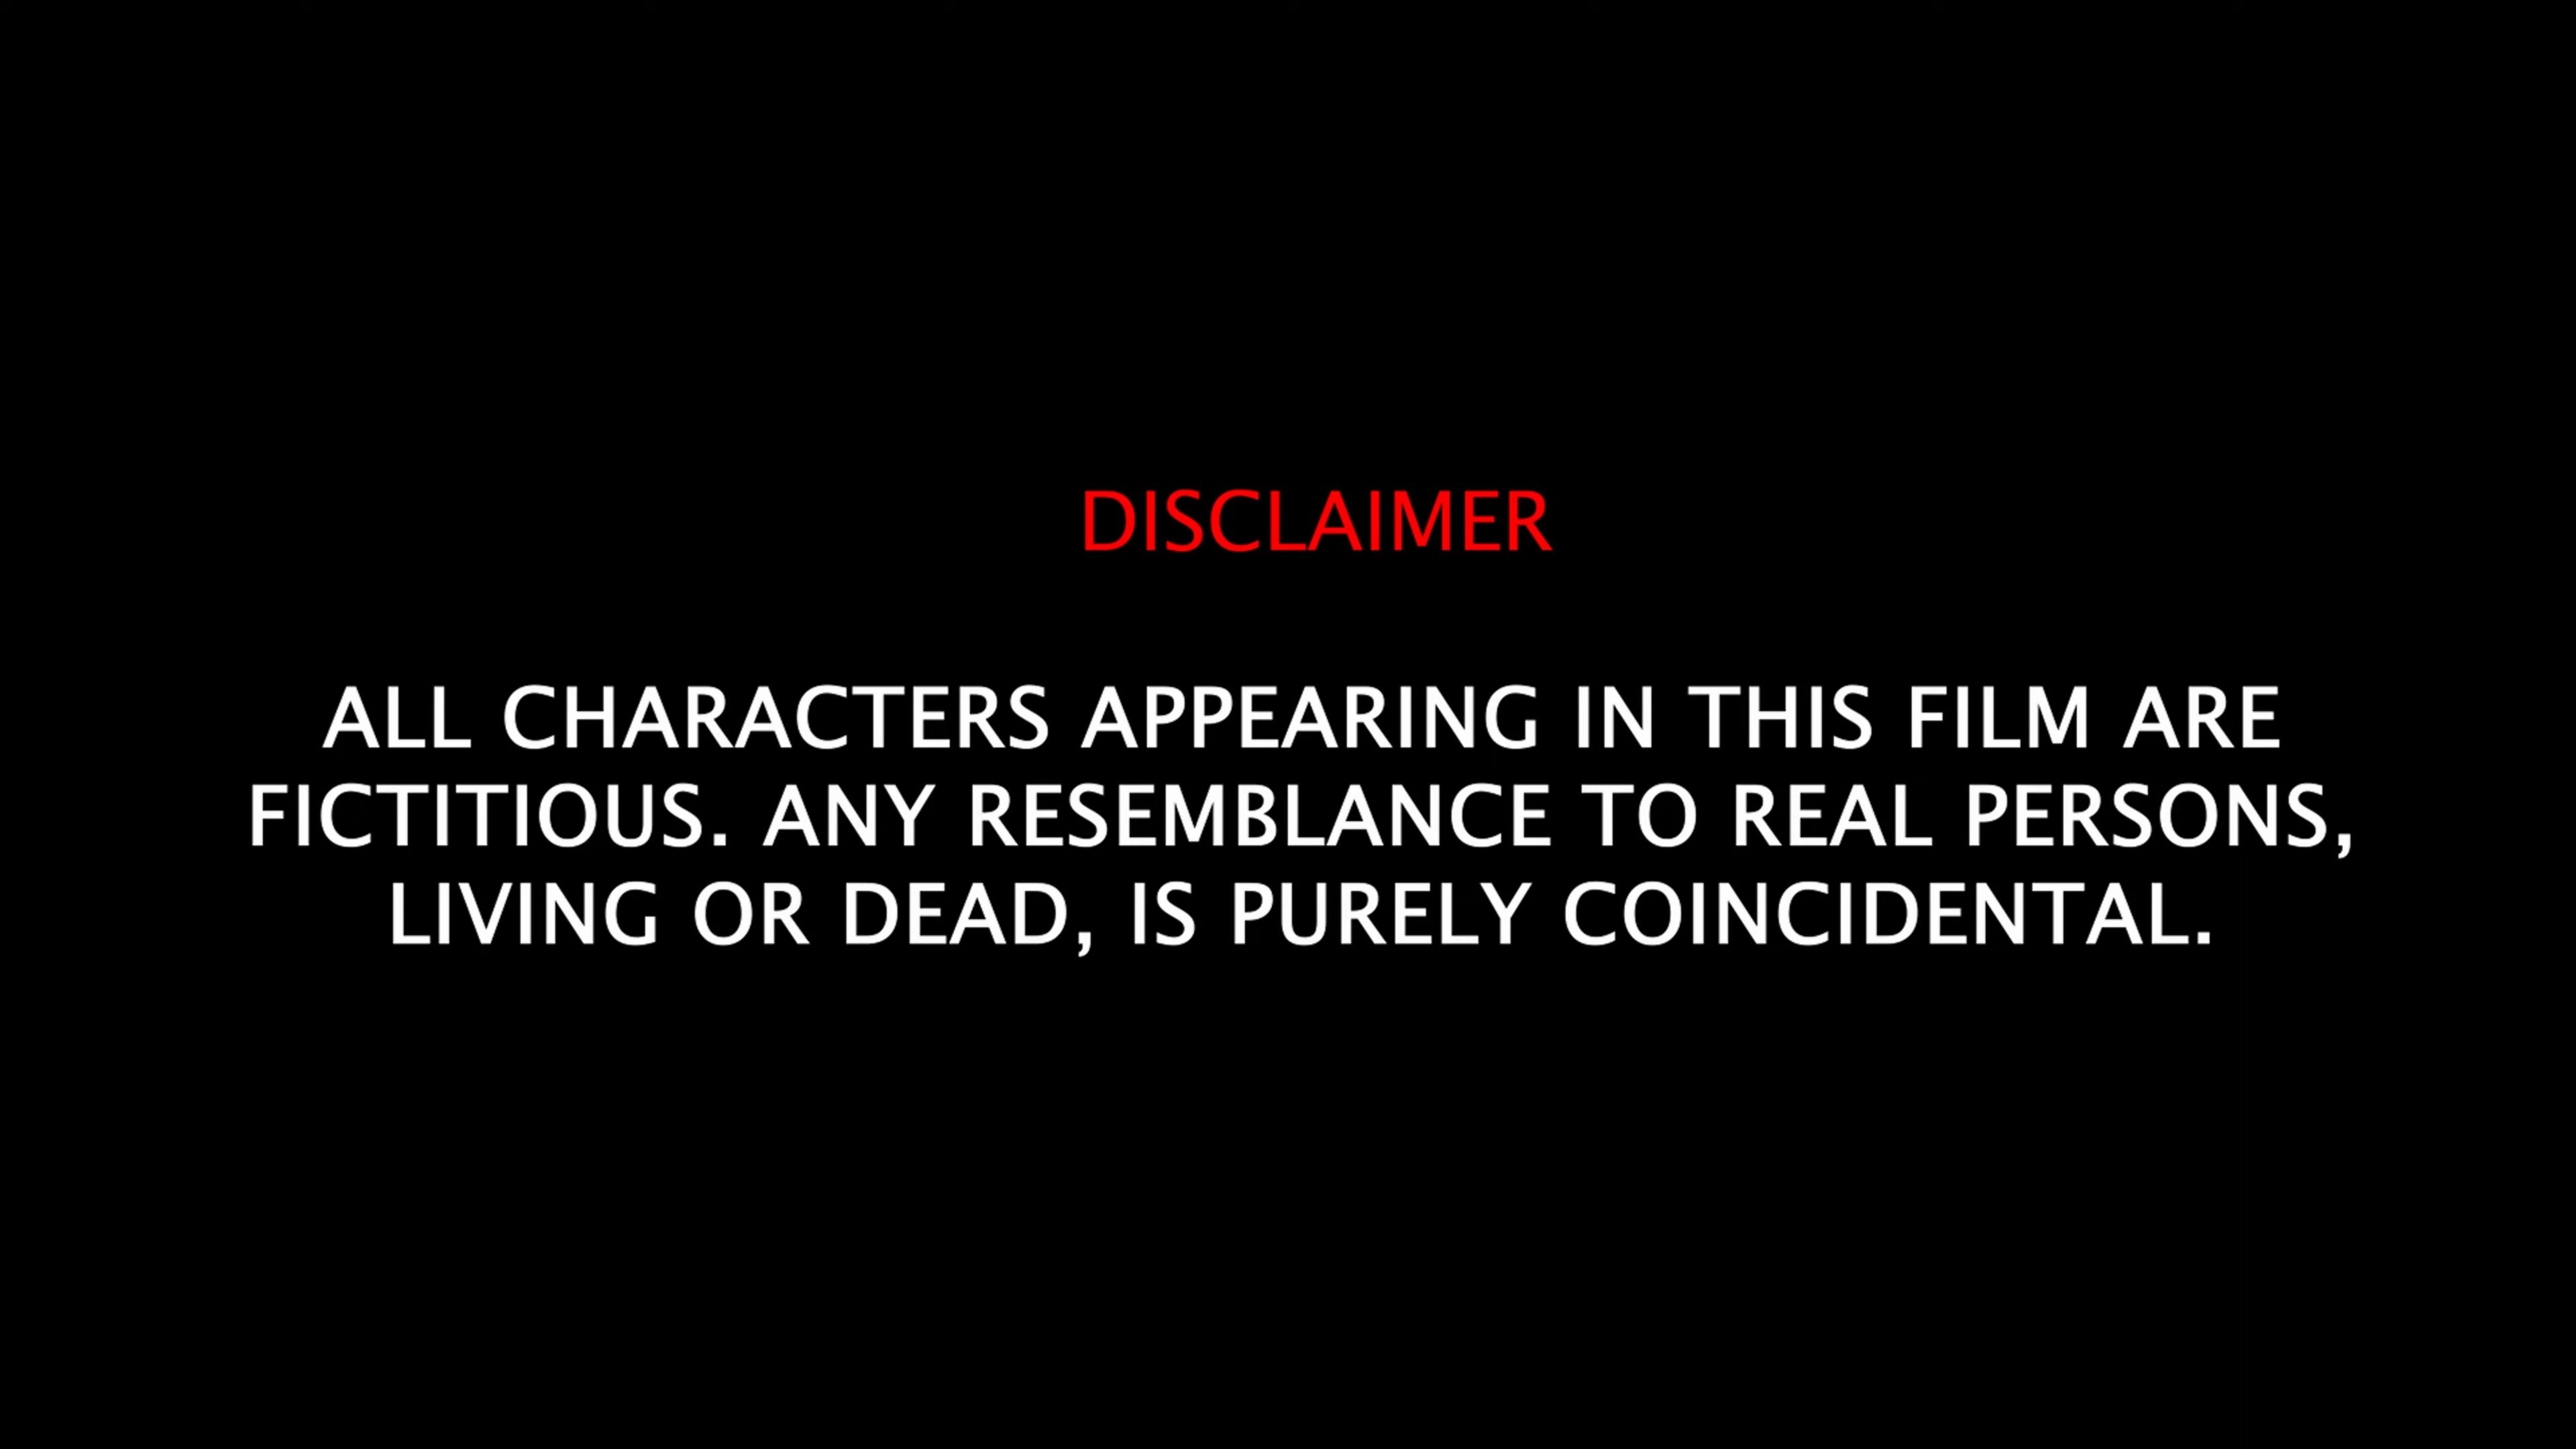 DISCLAIMER
ALL CHARACTERS APPEARING IN THIS FILM ARE
FICTITIOUS. ANY RESEMBLANCE TO REAL PERSONS,
LIVING OR DEAD, IS PURELY COINCIDENTAL.